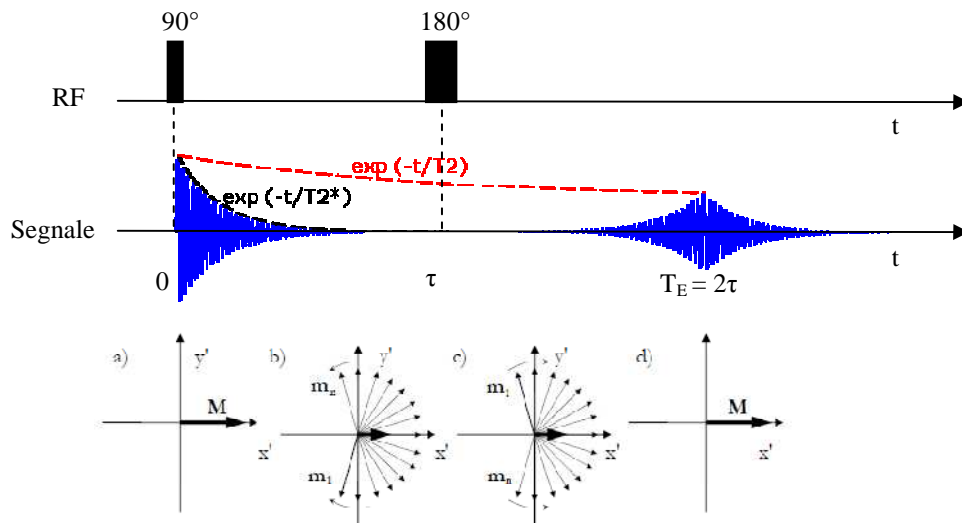 90° 180°
RF
t
exp (-t/T2)
exp (-t/T2*)
Segnale
t
0 τ T_E = 2τ
a) y' b) y' c) y' d)
m_n m_1
M M
x' x' x' x'
m_1 m_n